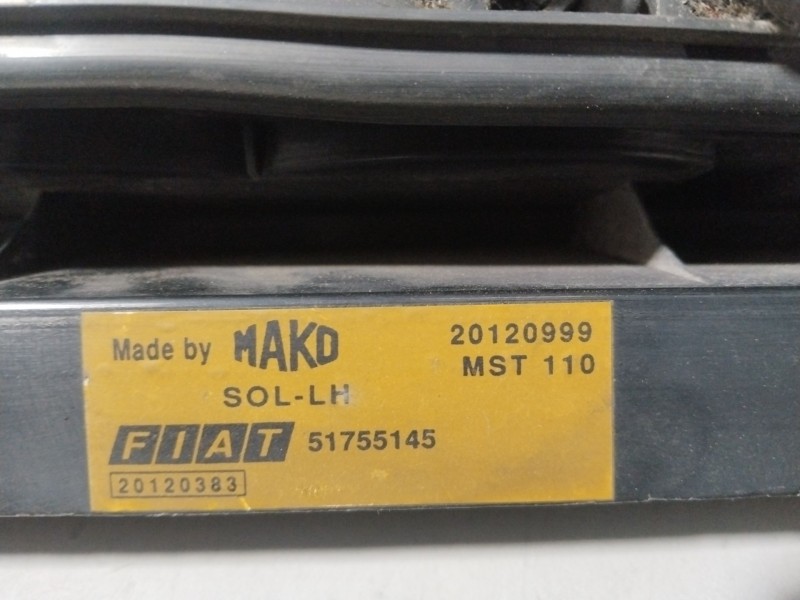 Made by MAKO 20120999
MST 110
SOL-LH
FIAT 51755145
20120383